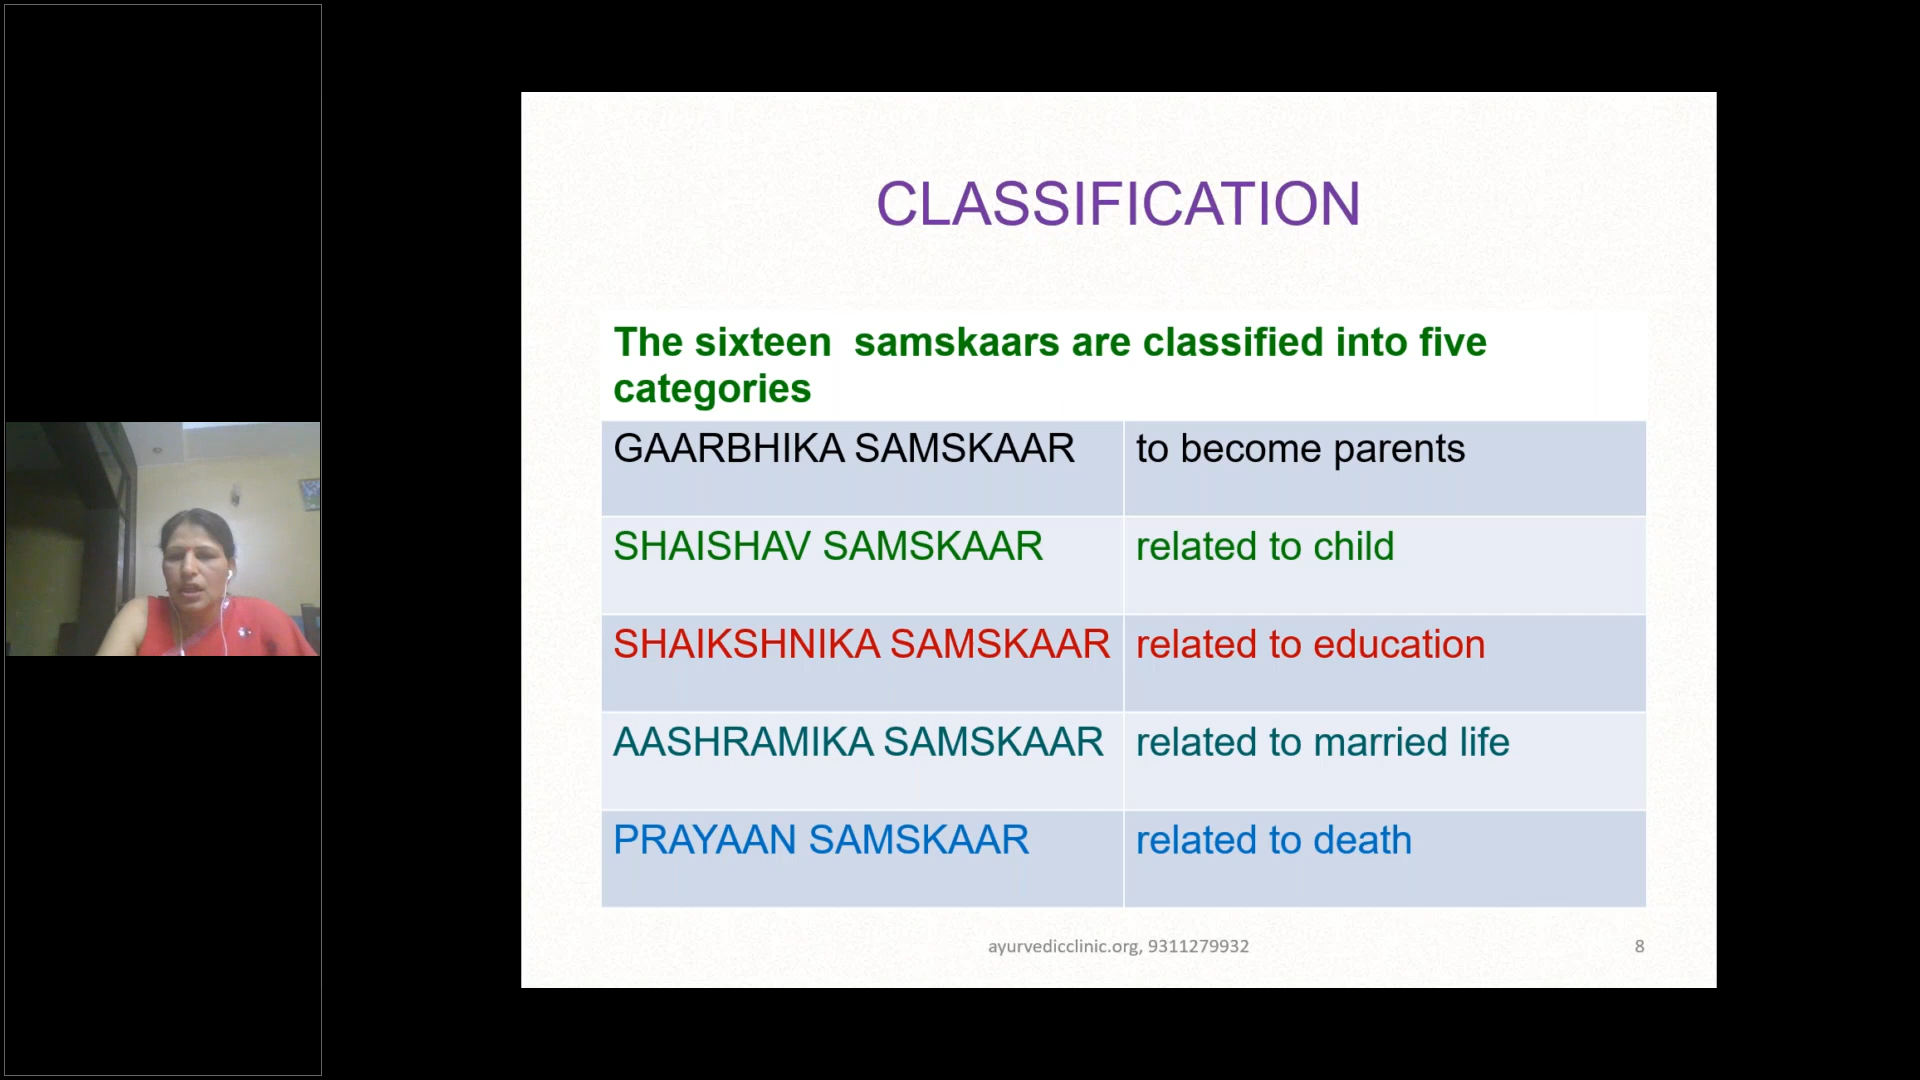 CLASSIFICATION
The sixteen  samskaars are classified into five
categories
GAARBHIKA SAMSKAAR to become parents
SHAISHAV SAMSKAAR related to child
SHAIKSHNIKA SAMSKAAR related to education
AASHRAMIKA SAMSKAAR related to married life
PRAYAAN SAMSKAAR related to death
ayurvedicclinic.org, 9311279932 8